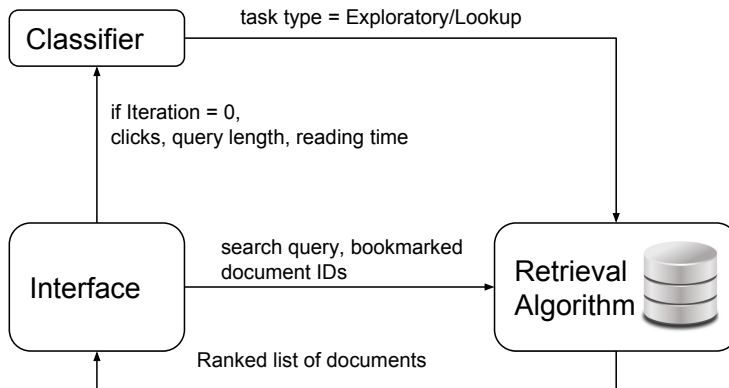 task type = Exploratory/Lookup
Classifier
if Iteration = 0,
clicks, query length, reading time
search query, bookmarked
document IDs
Interface
Retrieval
Algorithm
Ranked list of documents